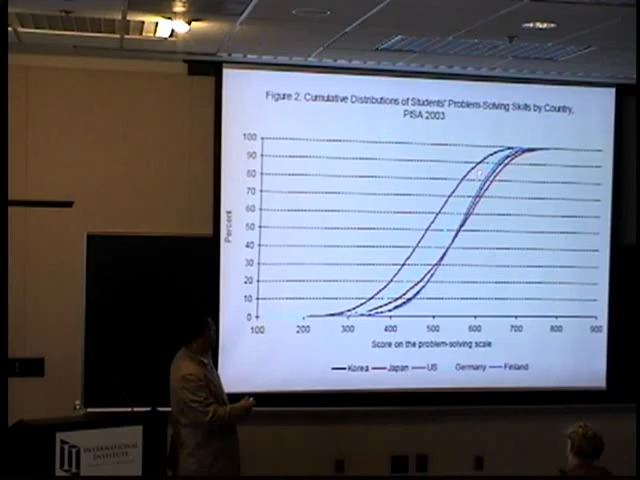 Figure 2. Cumulative Distributions of Students' Problem-Solving Skills by Country,
PISA 2003
100
90
80
70
60
50
40
30
20
10
0
Percent
100 200 300 400 500 600 700 800 900
Score on the problem-solving scale
Korea Japan US Germany Finland
INTERNATIONAL
INSTITUTE